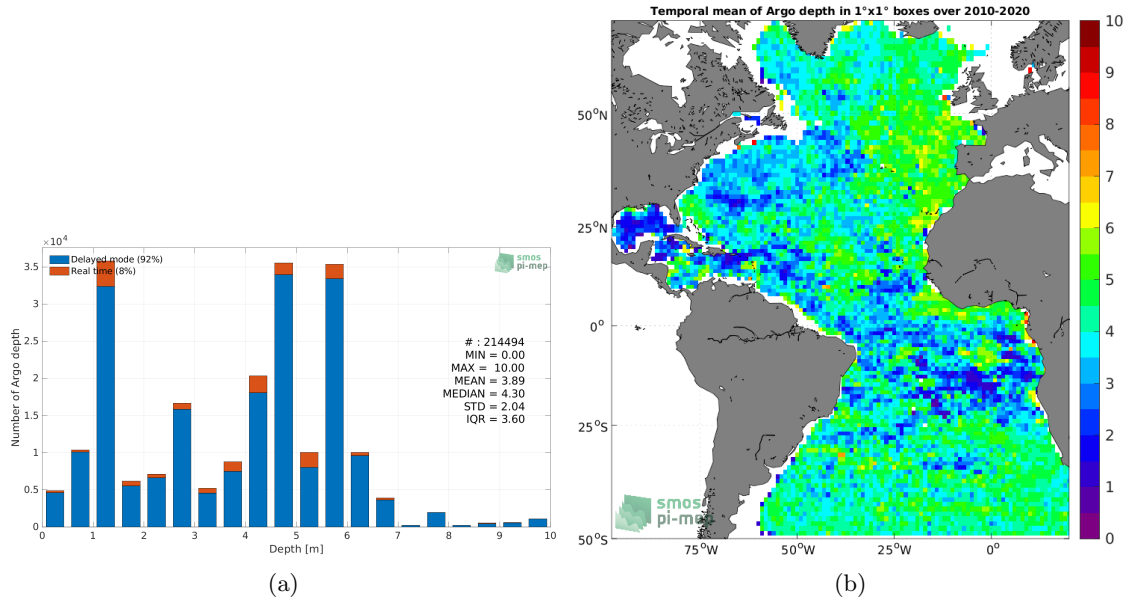 ×10⁴
Delayed mode (92%)
Real time (8%)
smos
pi-mep
3.5
3
2.5
2
1.5
1
0.5
0
Number of Argo depth
# : 214494
MIN = 0.00
MAX = 10.00
MEAN = 3.89
MEDIAN = 4.30
STD = 2.04
IQR = 3.60
0 1 2 3 4 5 6 7 8 9 10
Depth [m]
(a)
Temporal mean of Argo depth in 1°x1° boxes over 2010-2020
50°N
25°N
0°
25°S
50°S
75°W 50°W 25°W 0°
smos
pi-mep
10
9
8
7
6
5
4
3
2
1
0
(b)